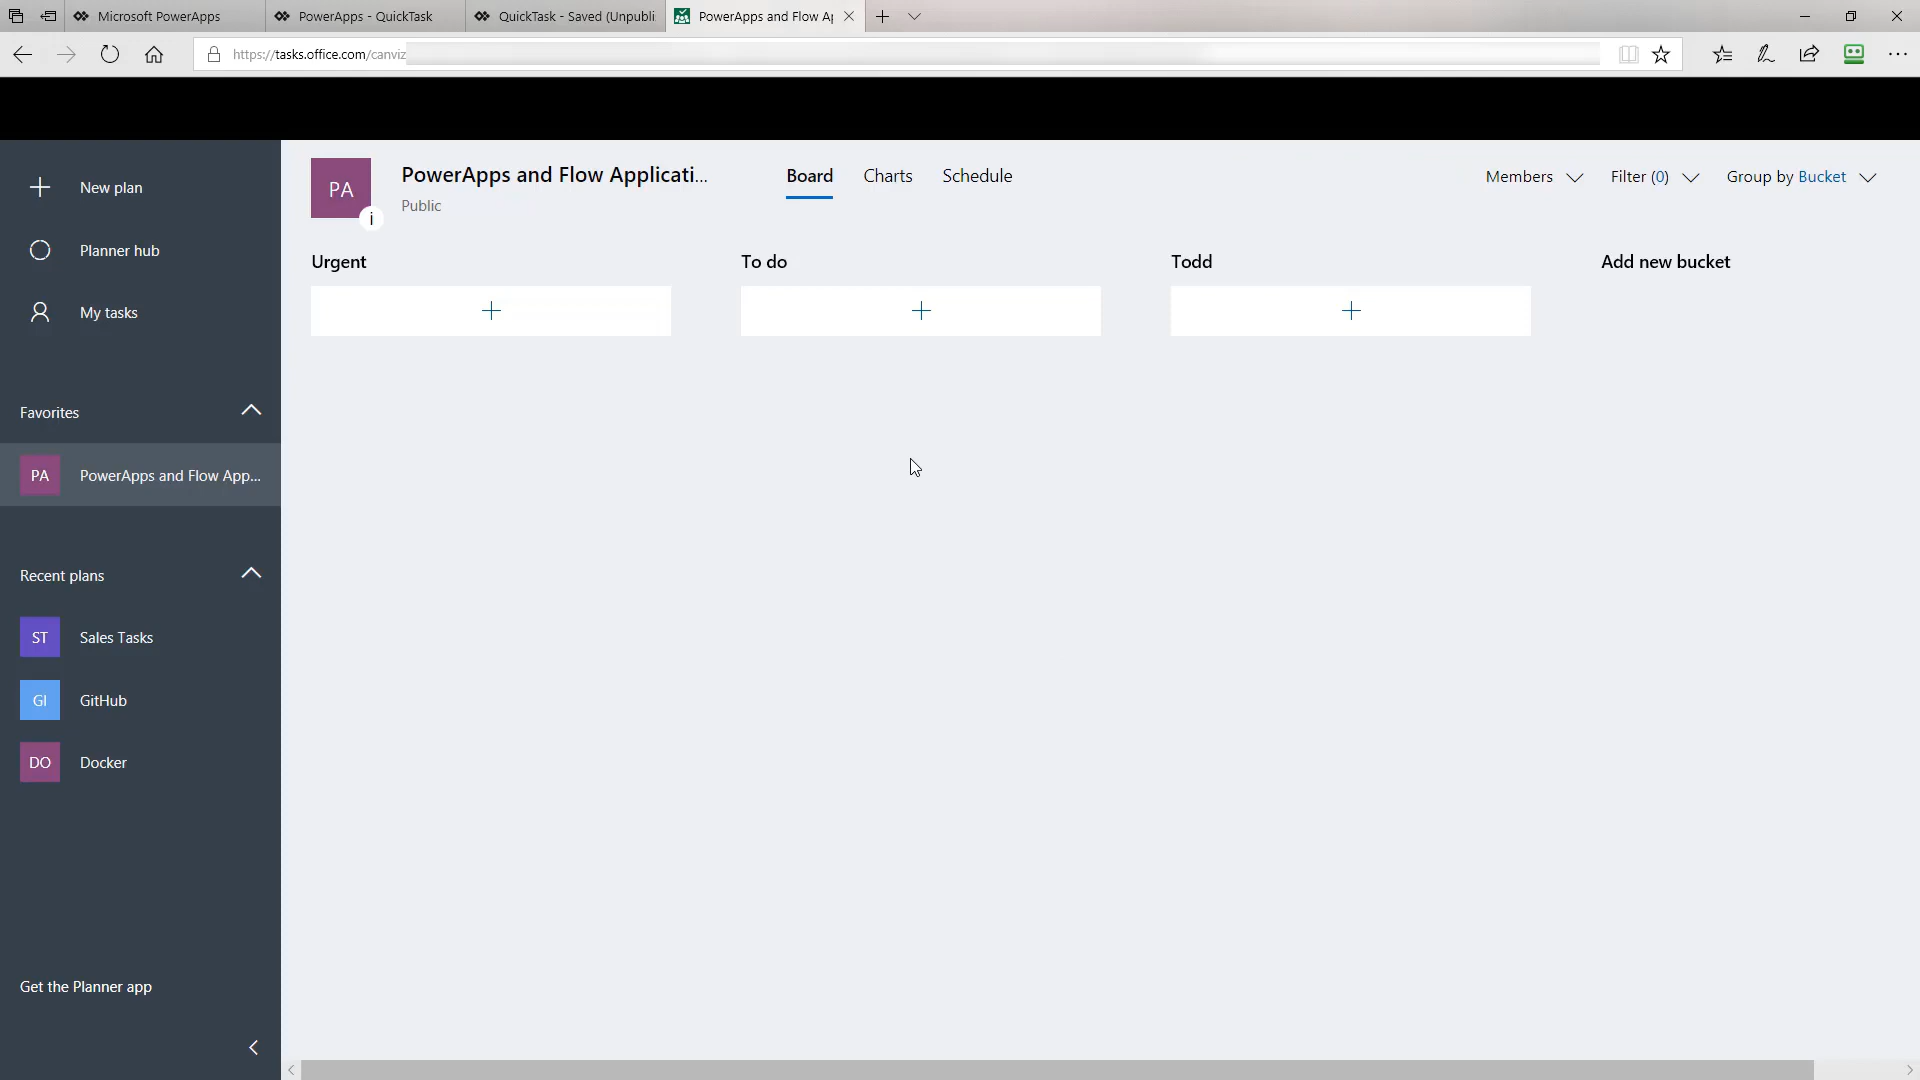 Microsoft PowerApps
PowerApps - QuickTask
QuickTask - Saved (Unpubli
PowerApps and Flow Ap
https://tasks.office.com/canviz
New plan
Planner hub
My tasks
Favorites
PA
PowerApps and Flow App...
Recent plans
ST
Sales Tasks
GI
GitHub
DO
Docker
Get the Planner app
PA
i
PowerApps and Flow Applicati...
Public
Board
Charts
Schedule
Members
Filter (0)
Group by Bucket
Urgent
To do
Todd
Add new bucket